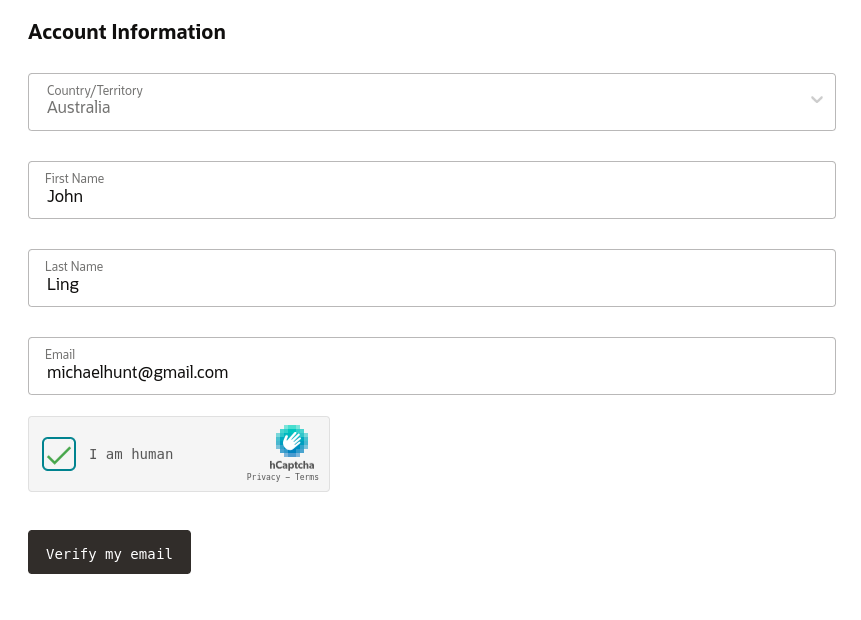 Account Information
Country/Territory
Australia
First Name
John
Last Name
Ling
Email
michaelhunt@gmail.com
I am human
hCaptcha
Privacy - Terms
Verify my email